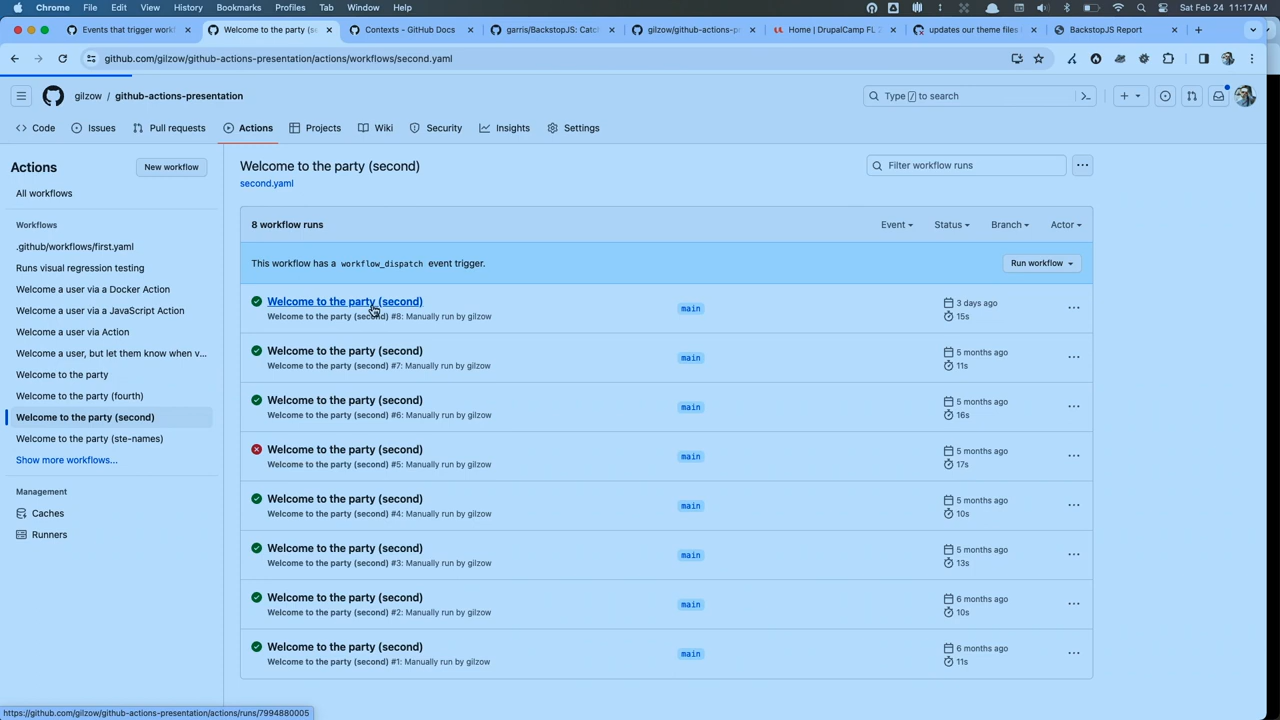 Chrome File Edit View History Bookmarks Profiles Tab Window Help
Sat Feb 24 11:17 AM
Events that trigger work
Welcome to the party (se
Contexts - GitHub Docs
garris/BackstopJS: Catc
gilzow/github-actions-pr
Home | DrupalCamp FL 2
updates our theme files
BackstopJS Report
github.com/gilzow/github-actions-presentation/actions/workflows/second.yaml
gilzow / github-actions-presentation
Type / to search
Code Issues Pull requests Actions Projects Wiki Security Insights Settings
Actions
New workflow
All workflows
Workflows
.github/workflows/first.yaml
Runs visual regression testing
Welcome a user via a Docker Action
Welcome a user via a JavaScript Action
Welcome a user via Action
Welcome a user, but let them know when v...
Welcome to the party
Welcome to the party (fourth)
Welcome to the party (second)
Welcome to the party (ste-names)
Show more workflows...
Management
Caches
Runners
Welcome to the party (second)
second.yaml
Filter workflow runs
8 workflow runs
Event Status Branch Actor
This workflow has a workflow_dispatch event trigger.
Run workflow
Welcome to the party (second)
Welcome to the party (second) #8: Manually run by gilzow
main
3 days ago
15s
Welcome to the party (second)
Welcome to the party (second) #7: Manually run by gilzow
main
5 months ago
11s
Welcome to the party (second)
Welcome to the party (second) #6: Manually run by gilzow
main
5 months ago
16s
Welcome to the party (second)
Welcome to the party (second) #5: Manually run by gilzow
main
5 months ago
17s
Welcome to the party (second)
Welcome to the party (second) #4: Manually run by gilzow
main
5 months ago
10s
Welcome to the party (second)
Welcome to the party (second) #3: Manually run by gilzow
main
5 months ago
13s
Welcome to the party (second)
Welcome to the party (second) #2: Manually run by gilzow
main
6 months ago
10s
Welcome to the party (second)
Welcome to the party (second) #1: Manually run by gilzow
main
6 months ago
11s
https://github.com/gilzow/github-actions-presentation/actions/runs/7994880005